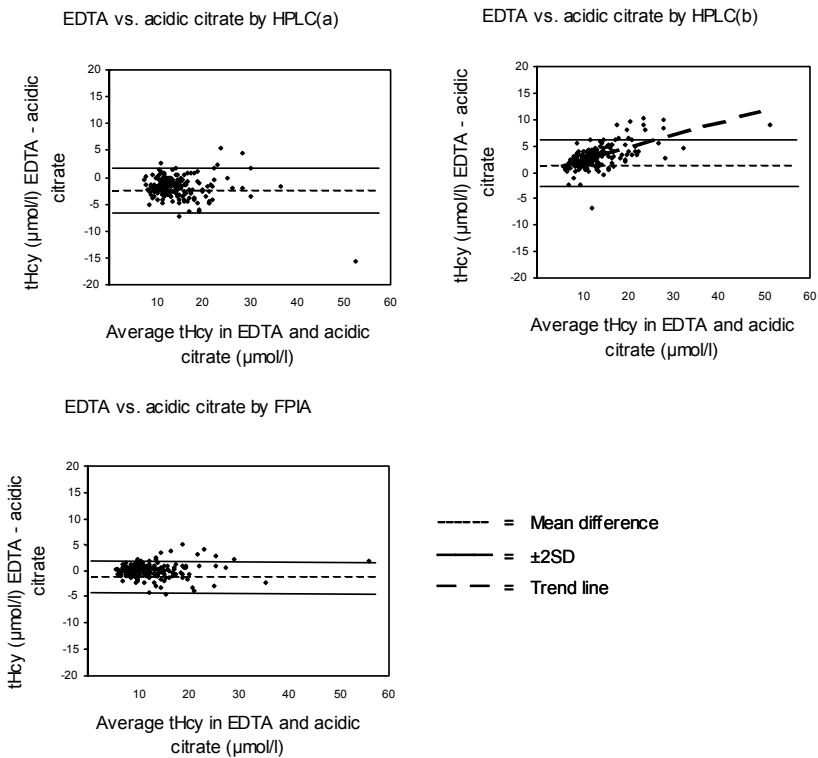 EDTA vs. acidic citrate by HPLC(a)
tHcy (µmol/l) EDTA - acidic
citrate
20
15
10
5
0
-5
-10
-15
-20
10 20 30 40 50 60
Average tHcy in EDTA and acidic
citrate (µmol/l)
EDTA vs. acidic citrate by HPLC(b)
tHcy (µmol/l) EDTA - acidic
citrate
20
15
10
5
0
-5
-10
-15
-20
10 20 30 40 50 60
Average tHcy in EDTA and acidic
citrate (µmol/l)
EDTA vs. acidic citrate by FPIA
tHcy (µmol/l) EDTA - acidic
citrate
20
15
10
5
0
-5
-10
-15
-20
10 20 30 40 50 60
Average tHcy in EDTA and acidic
citrate (µmol/l)
= Mean difference
= ±2SD
= Trend line